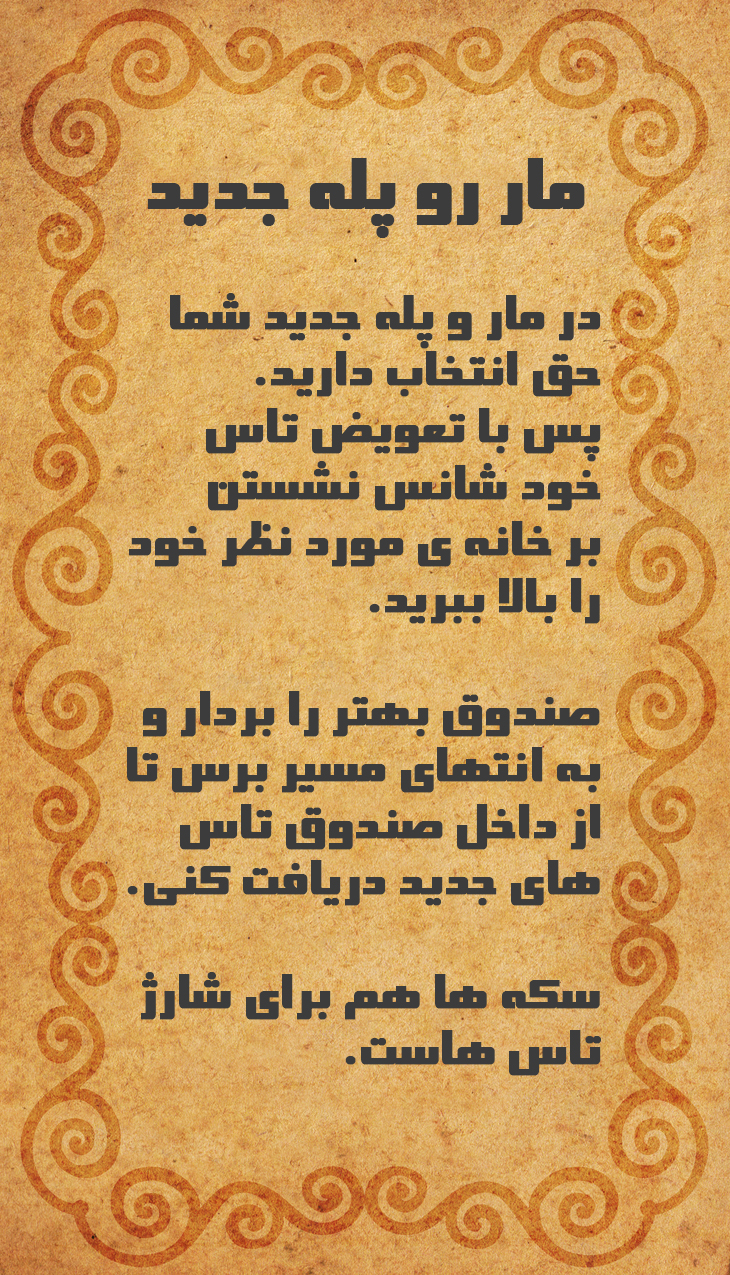 مار رو پله جدید
در مار و پله جدید شما
حق انتخاب دارید.
پس با تعویض تاس
خود شانس نشستن
بر خانه ی مورد نظر خود
را بالا ببرید.
صندوق بهتر را بردار و
به انتهای مسیر برس تا
از داخل صندوق تاس
های جدید دریافت کنی.
سکه ها هم برای شارژ
تاس هاست.